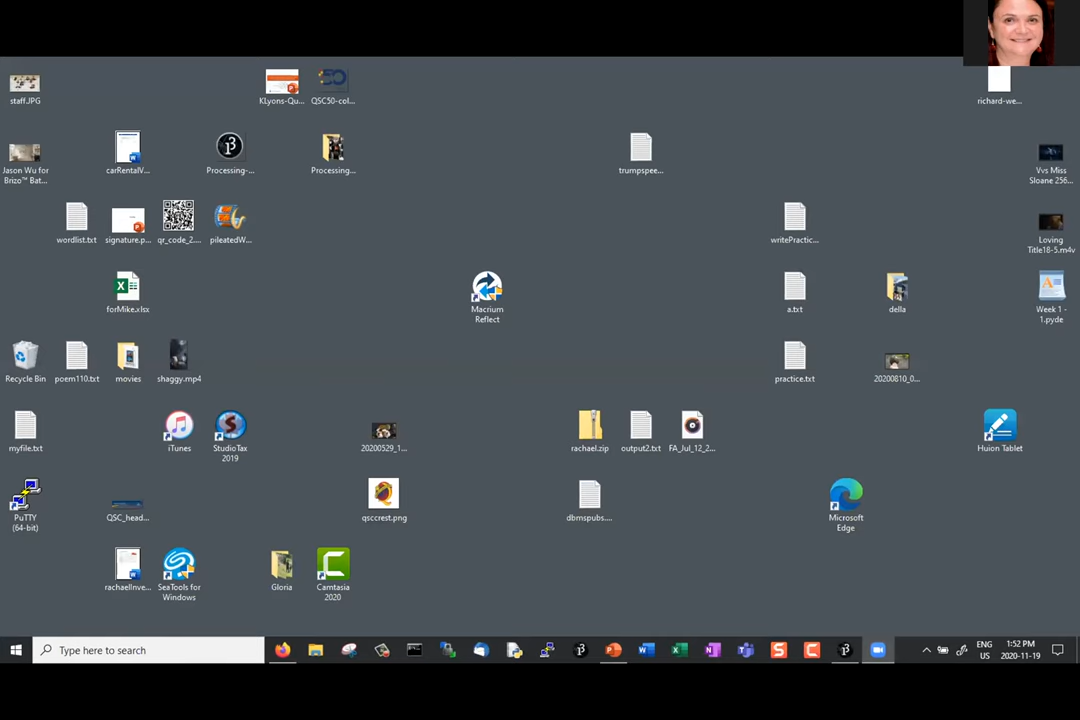 staff.JPG
KLyons-Qu...
QSC50-col...
richard-we...
Jason Wu for
Brizo™ Bat...
carRentalV...
Processing-...
Processing...
trumpspee...
Vvs Miss
Sloane 256...
wordlist.txt
signature.p...
qr_code_2....
pileatedW...
writePractic...
Loving
Title18-5.m4v
forMike.xlsx
Macrium
Reflect
a.txt
della
Week 1 -
1.pyde
Recycle Bin
poem110.txt
movies
shaggy.mp4
practice.txt
20200810_0...
myfile.txt
iTunes
StudioTax
2019
20200529_1...
rachael.zip
output2.txt
FA_Jul_12_2...
Huion Tablet
PuTTY
(64-bit)
QSC_head...
qsccrest.png
dbmspubs....
Microsoft
Edge
rachaelInve...
SeaTools for
Windows
Gloria
Camtasia
2020
Type here to search
ENG
US
1:52 PM
2020-11-19